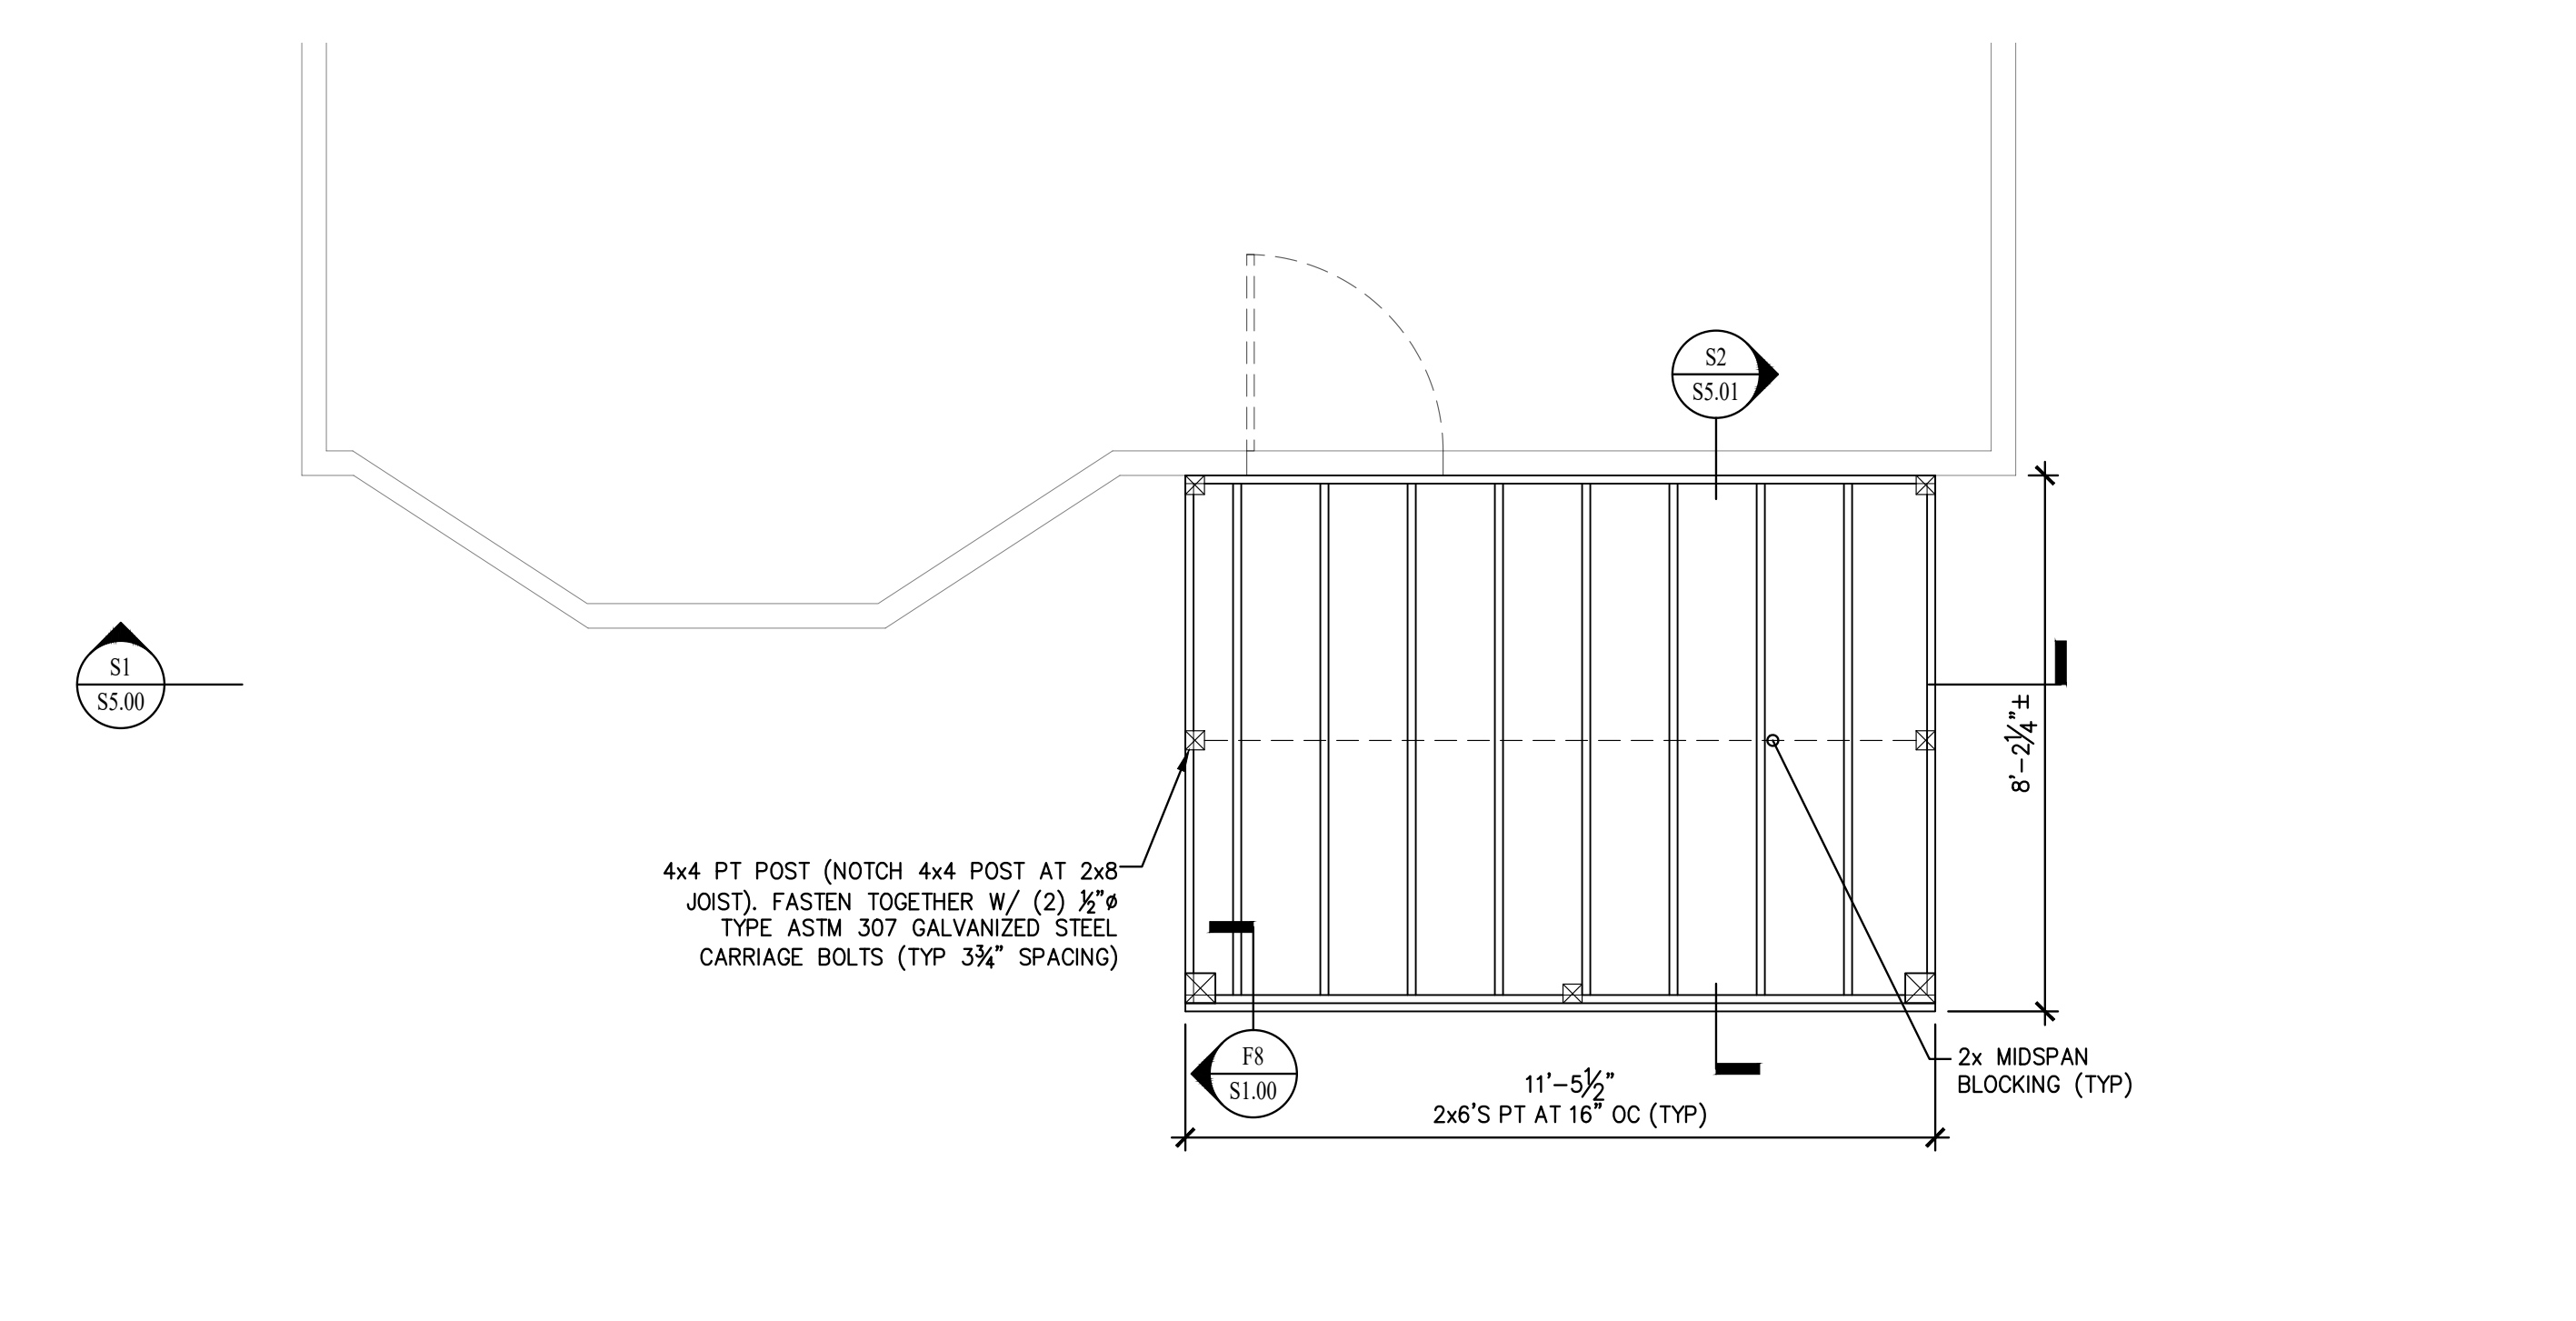 S2
S5.01
S1
S5.00
8'-2¼"±
4x4 PT POST (NOTCH 4x4 POST AT 2x8
JOIST). FASTEN TOGETHER W/ (2) ½"ø
TYPE ASTM 307 GALVANIZED STEEL
CARRIAGE BOLTS (TYP 3¾" SPACING)
F8
S1.00
2x MIDSPAN
BLOCKING (TYP)
11'-5½"
2x6'S PT AT 16" OC (TYP)